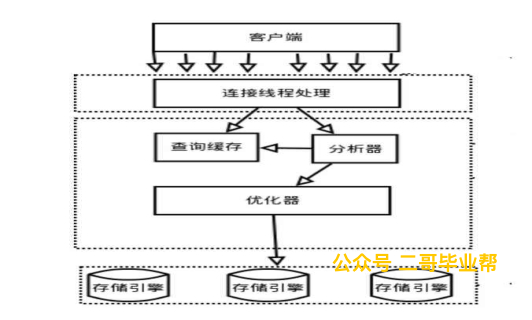 客户端
连接线程处理
查询缓存
分析器
优化器
公众号 二哥毕业帮
存储引擎
存储引擎
存储引擎